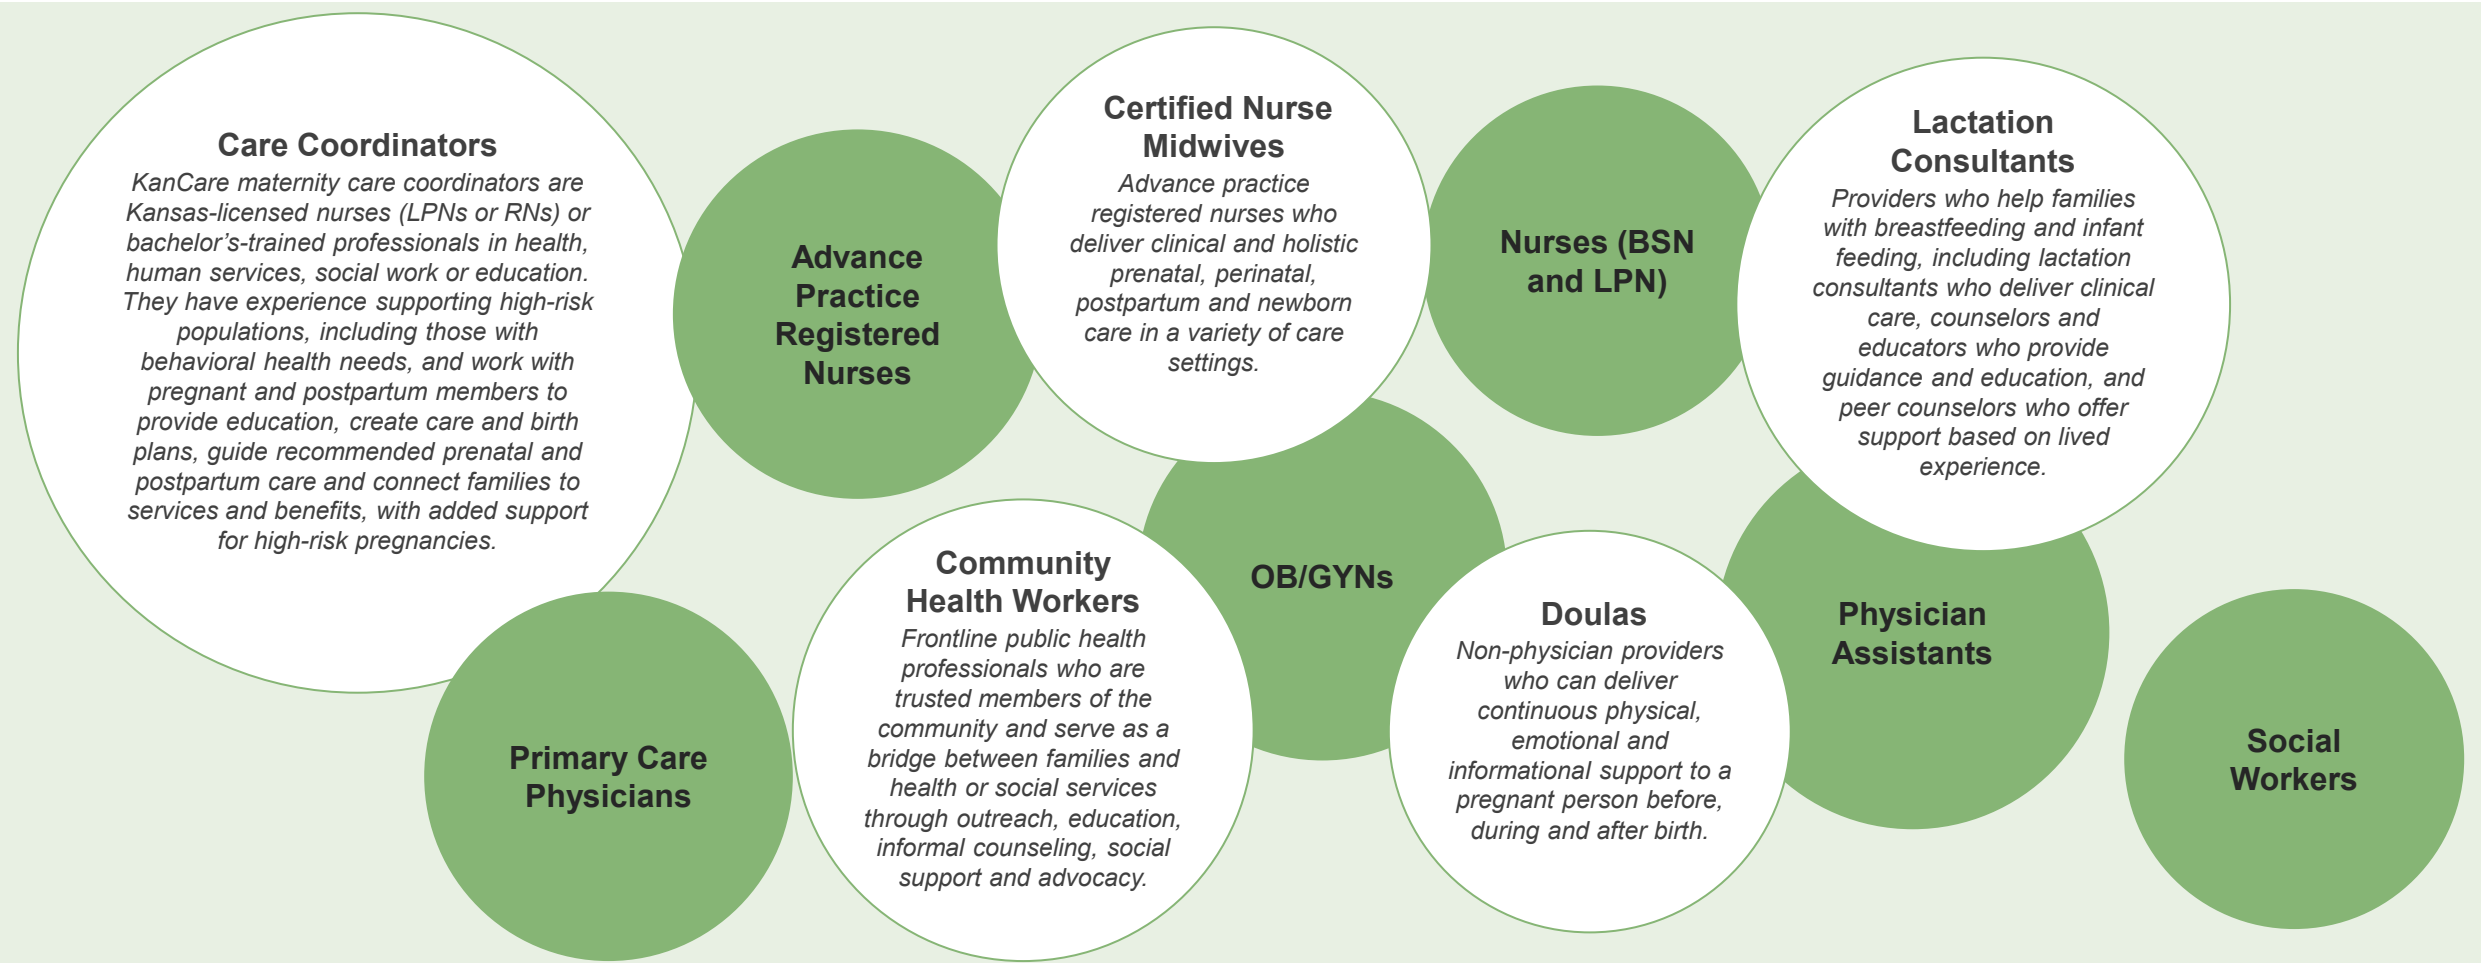 Care Coordinators
KanCare maternity care coordinators are
Kansas-licensed nurses (LPNs or RNs) or
bachelor’s-trained professionals in health,
human services, social work or education.
They have experience supporting high-risk
populations, including those with
behavioral health needs, and work with
pregnant and postpartum members to
provide education, create care and birth
plans, guide recommended prenatal and
postpartum care and connect families to
services and benefits, with added support
for high-risk pregnancies.
Advance
Practice
Registered
Nurses
Certified Nurse
Midwives
Advance practice
registered nurses who
deliver clinical and holistic
prenatal, perinatal,
postpartum and newborn
care in a variety of care
settings.
Nurses (BSN
and LPN)
Lactation
Consultants
Providers who help families
with breastfeeding and infant
feeding, including lactation
consultants who deliver clinical
care, counselors and
educators who provide
guidance and education, and
peer counselors who offer
support based on lived
experience.
Primary Care
Physicians
Community
Health Workers
Frontline public health
professionals who are
trusted members of the
community and serve as a
bridge between families and
health or social services
through outreach, education,
informal counseling, social
support and advocacy.
OB/GYNs
Doulas
Non-physician providers
who can deliver
continuous physical,
emotional and
informational support to a
pregnant person before,
during and after birth.
Physician
Assistants
Social
Workers